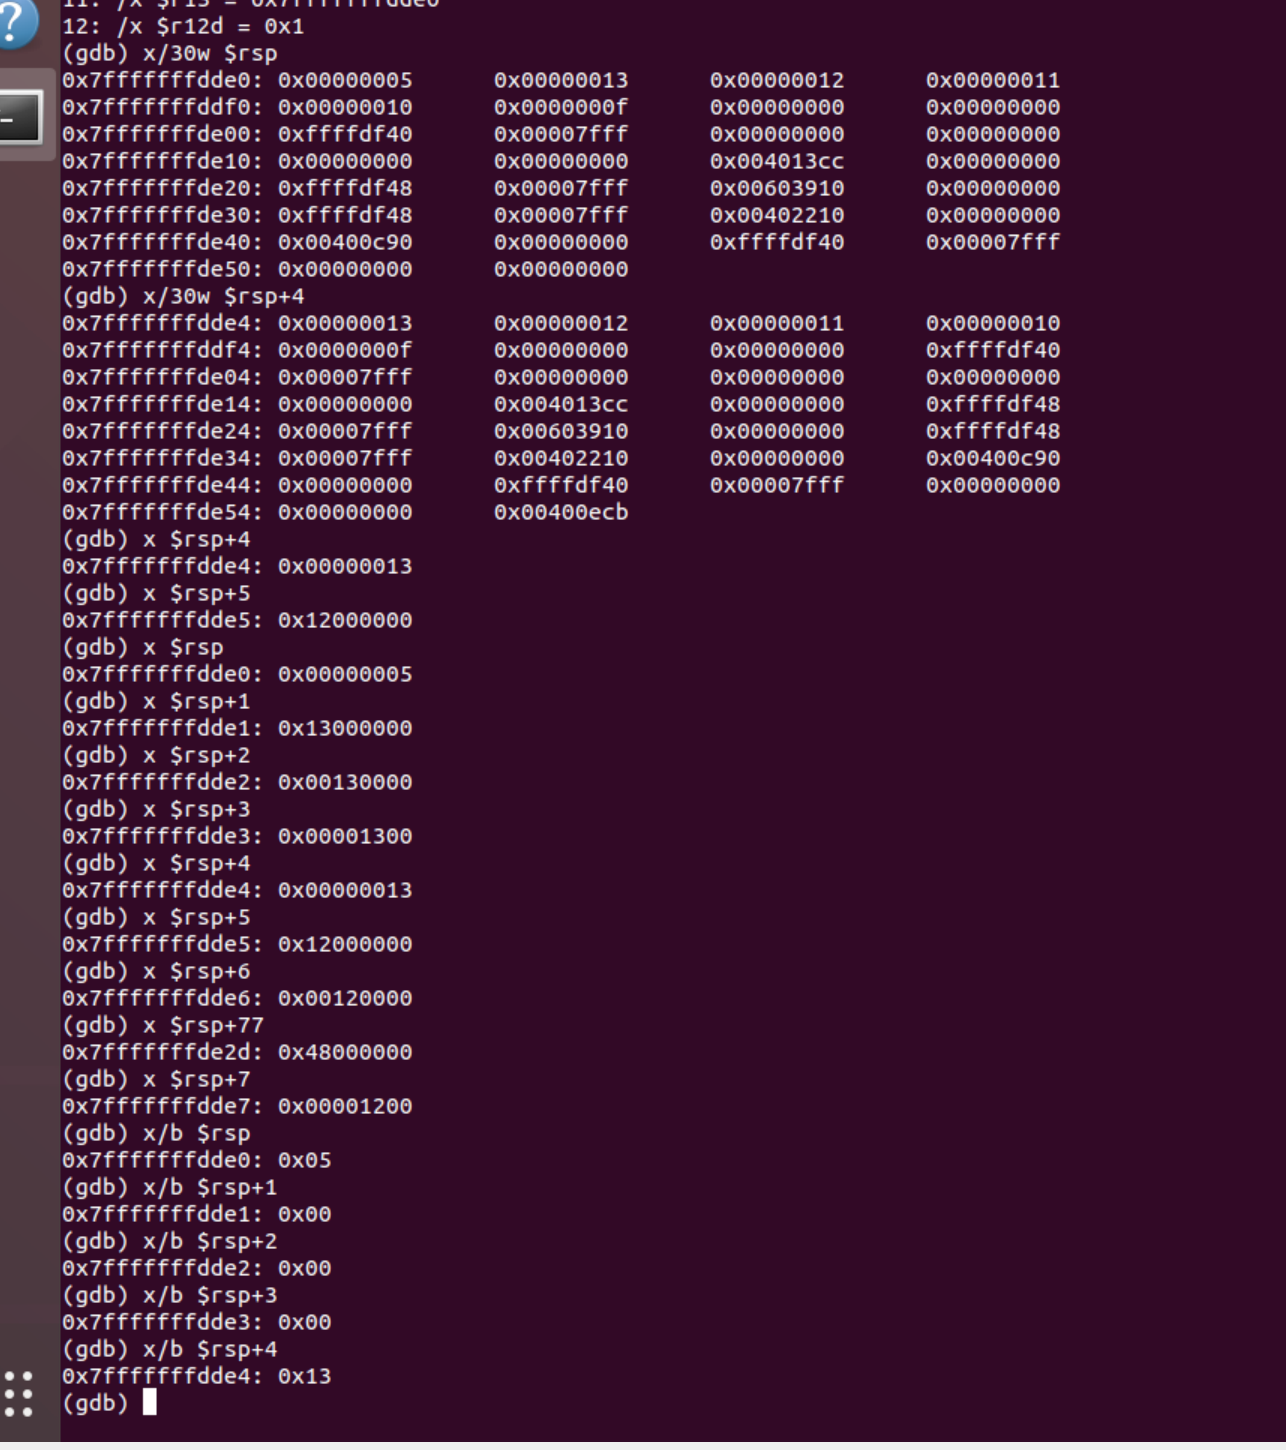 ?
12: /x $r12d = 0x1
(gdb) x/30w $rsp
0x7fffffffdde0: 0x00000005 0x00000013 0x00000012 0x00000011
0x7fffffffddf0: 0x00000010 0x0000000f 0x00000000 0x00000000
0x7fffffffde00: 0xffffdf40 0x00007fff 0x00000000 0x00000000
0x7fffffffde10: 0x00000000 0x00000000 0x004013cc 0x00000000
0x7fffffffde20: 0xffffdf48 0x00007fff 0x00603910 0x00000000
0x7fffffffde30: 0xffffdf48 0x00007fff 0x00402210 0x00000000
0x7fffffffde40: 0x00400c90 0x00000000 0xffffdf40 0x00007fff
0x7fffffffde50: 0x00000000 0x00000000
(gdb) x/30w $rsp+4
0x7fffffffdde4: 0x00000013 0x00000012 0x00000011 0x00000010
0x7fffffffddf4: 0x0000000f 0x00000000 0x00000000 0xffffdf40
0x7fffffffde04: 0x00007fff 0x00000000 0x00000000 0x00000000
0x7fffffffde14: 0x00000000 0x004013cc 0x00000000 0xffffdf48
0x7fffffffde24: 0x00007fff 0x00603910 0x00000000 0xffffdf48
0x7fffffffde34: 0x00007fff 0x00402210 0x00000000 0x00400c90
0x7fffffffde44: 0x00000000 0xffffdf40 0x00007fff 0x00000000
0x7fffffffde54: 0x00000000 0x00400ecb
(gdb) x $rsp+4
0x7fffffffdde4: 0x00000013
(gdb) x $rsp+5
0x7fffffffdde5: 0x12000000
(gdb) x $rsp
0x7fffffffdde0: 0x00000005
(gdb) x $rsp+1
0x7fffffffdde1: 0x13000000
(gdb) x $rsp+2
0x7fffffffdde2: 0x00130000
(gdb) x $rsp+3
0x7fffffffdde3: 0x00001300
(gdb) x $rsp+4
0x7fffffffdde4: 0x00000013
(gdb) x $rsp+5
0x7fffffffdde5: 0x12000000
(gdb) x $rsp+6
0x7fffffffdde6: 0x00120000
(gdb) x $rsp+77
0x7fffffffde2d: 0x48000000
(gdb) x $rsp+7
0x7fffffffdde7: 0x00001200
(gdb) x/b $rsp
0x7fffffffdde0: 0x05
(gdb) x/b $rsp+1
0x7fffffffdde1: 0x00
(gdb) x/b $rsp+2
0x7fffffffdde2: 0x00
(gdb) x/b $rsp+3
0x7fffffffdde3: 0x00
(gdb) x/b $rsp+4
0x7fffffffdde4: 0x13
(gdb)